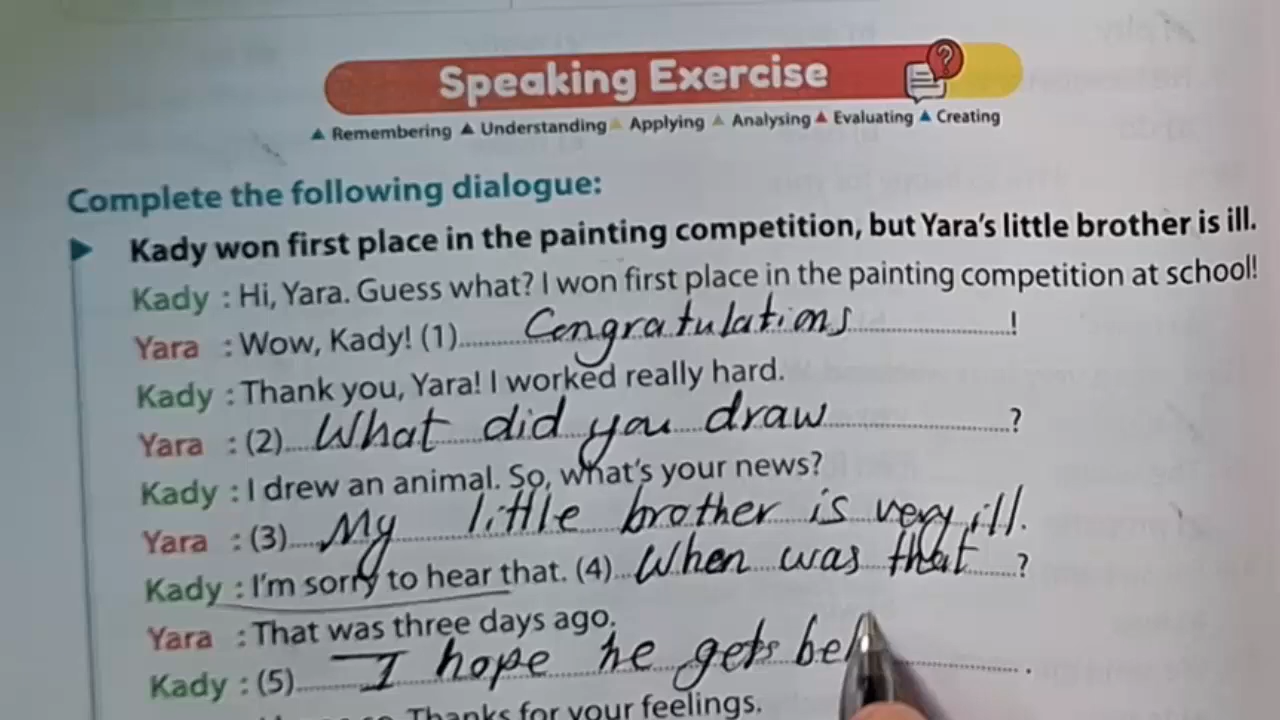 Speaking Exercise
▲ Remembering ▲ Understanding ▲ Applying ▲ Analysing ▲ Evaluating ▲ Creating
Complete the following dialogue:
Kady won first place in the painting competition, but Yara's little brother is ill.
Kady : Hi, Yara. Guess what? I won first place in the painting competition at school!
Yara : Wow, Kady! (1) Congratulations !
Kady : Thank you, Yara! I worked really hard.
Yara : (2) What did you draw ?
Kady : I drew an animal. So, what's your news?
Yara : (3) My little brother is very ill.
Kady : I'm sorry to hear that. (4) When was that ?
Yara : That was three days ago.
Kady : (5) I hope he gets .
Thanks for your feelings.